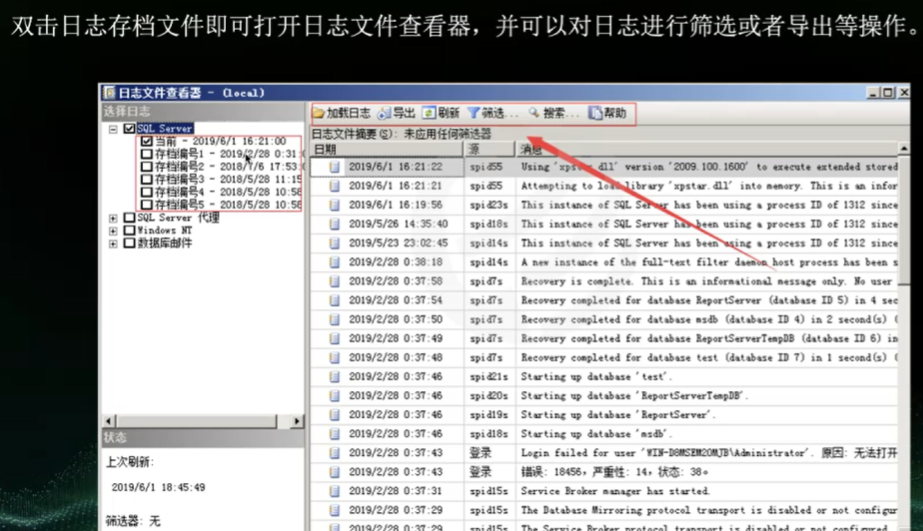 双击日志存档文件即可打开日志文件查看器，并可以对日志进行筛选或者导出等操作。
日志文件查看器 - (local)
选择日志
SQL Server
当前 - 2019/6/1 16:21:00
存档编号1 - 2019/2/28 0:31:
存档编号2 - 2018/7/6 17:53:
存档编号3 - 2018/5/28 11:15
存档编号4 - 2018/5/28 10:58
存档编号5 - 2018/5/28 10:58
SQL Server 代理
Windows NT
数据库邮件
状态
上次刷新:
2019/6/1 18:45:49
筛选器: 无
加载日志 导出 刷新 筛选... 搜索... 帮助
日志文件摘要(S): 未应用任何筛选器
日期 源 消息
2019/6/1 16:21:22 spid55 Using 'xpstar.dll' version '2009.100.1600' to execute extended stored
2019/6/1 16:21:21 spid55 Attempting to load library 'xpstar.dll' into memory. This is an infor
2019/6/1 16:19:56 spid23s This instance of SQL Server has been using a process ID of 1312 since
2019/5/26 14:35:40 spid18s This instance of SQL Server has been using a process ID of 1312 since
2019/5/23 23:02:45 spid14s This instance of SQL Server has been using a process ID of 1312 since
2019/2/28 0:38:18 spid14s A new instance of the full-text filter daemon host process has been s
2019/2/28 0:37:58 spid7s Recovery is complete. This is an informational message only. No user
2019/2/28 0:37:54 spid7s Recovery completed for database ReportServer (database ID 5) in 4 sec
2019/2/28 0:37:50 spid7s Recovery completed for database msdb (database ID 4) in 2 second(s) (
2019/2/28 0:37:49 spid7s Recovery completed for database ReportServerTempDB (database ID 6) in
2019/2/28 0:37:48 spid7s Recovery completed for database test (database ID 7) in 1 second(s) (
2019/2/28 0:37:46 spid21s Starting up database 'test'.
2019/2/28 0:37:46 spid20s Starting up database 'ReportServerTempDB'.
2019/2/28 0:37:46 spid19s Starting up database 'ReportServer'.
2019/2/28 0:37:46 spid18s Starting up database 'msdb'.
2019/2/28 0:37:43 登录 Login failed for user 'WIN-D8MSEM2OMJB\Administrator'. 原因: 无法打开
2019/2/28 0:37:43 登录 错误: 18456，严重性: 14，状态: 38。
2019/2/28 0:37:31 spid15s Service Broker manager has started.
2019/2/28 0:37:29 spid15s The Database Mirroring protocol transport is disabled or not configur
2019/2/28 0:37:29 spid15s The Service Broker protocol transport is disabled or not configured.